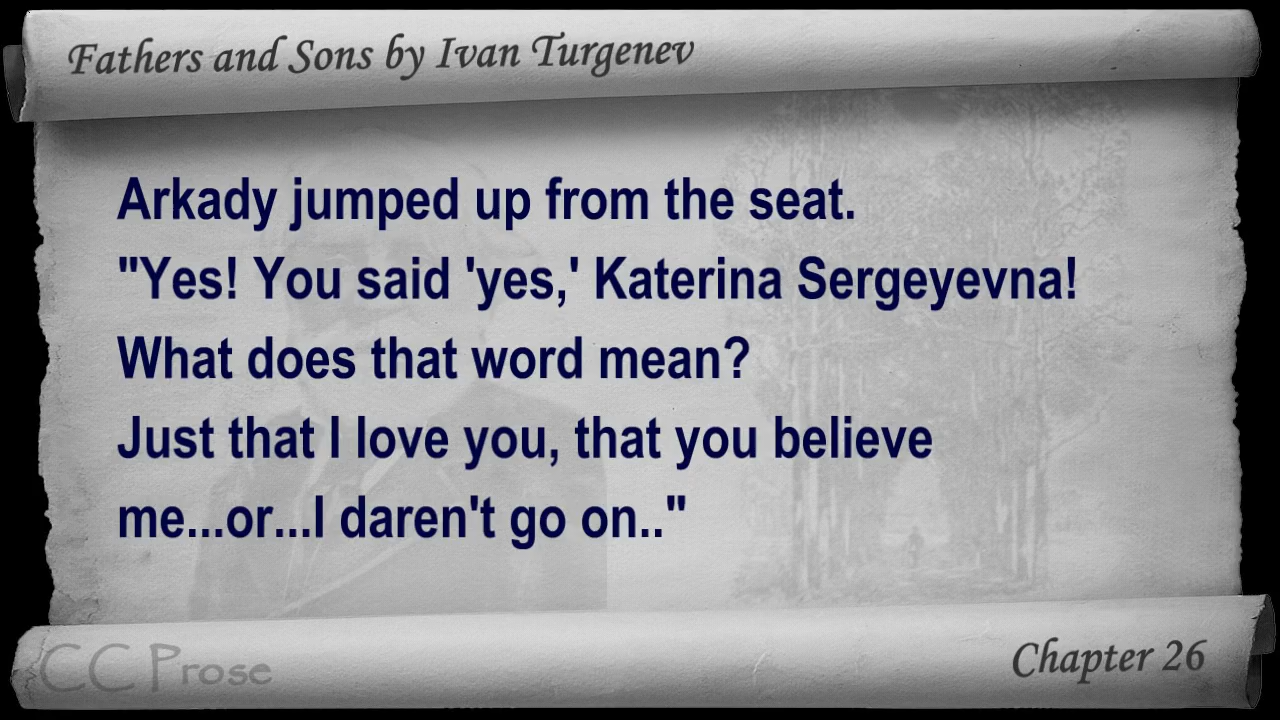 Fathers and Sons by Ivan Turgenev
Arkady jumped up from the seat.
"Yes! You said 'yes,' Katerina Sergeyevna!
What does that word mean?
Just that I love you, that you believe
me...or...I daren't go on.."
CC Prose
Chapter 26